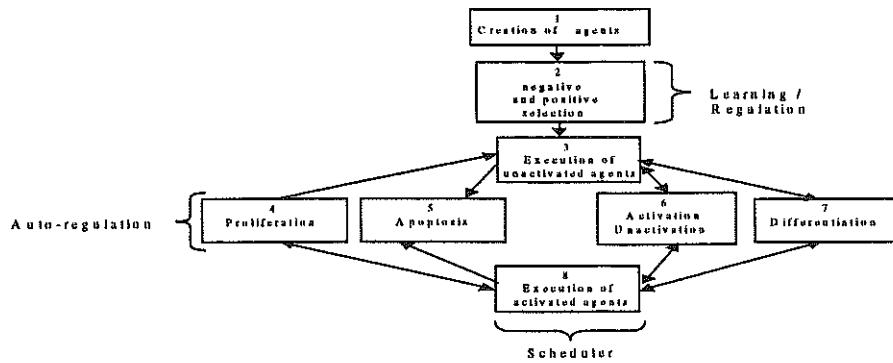 1
Creation of agents
2
negative
and positive
selection
Learning /
Regulation
3
Execution of
unactivated agents
Auto-regulation
4
Proliferation
5
Apoptosis
6
Activation
Dnactivation
7
Differentiation
8
Execution of
activated agents
Scheduler